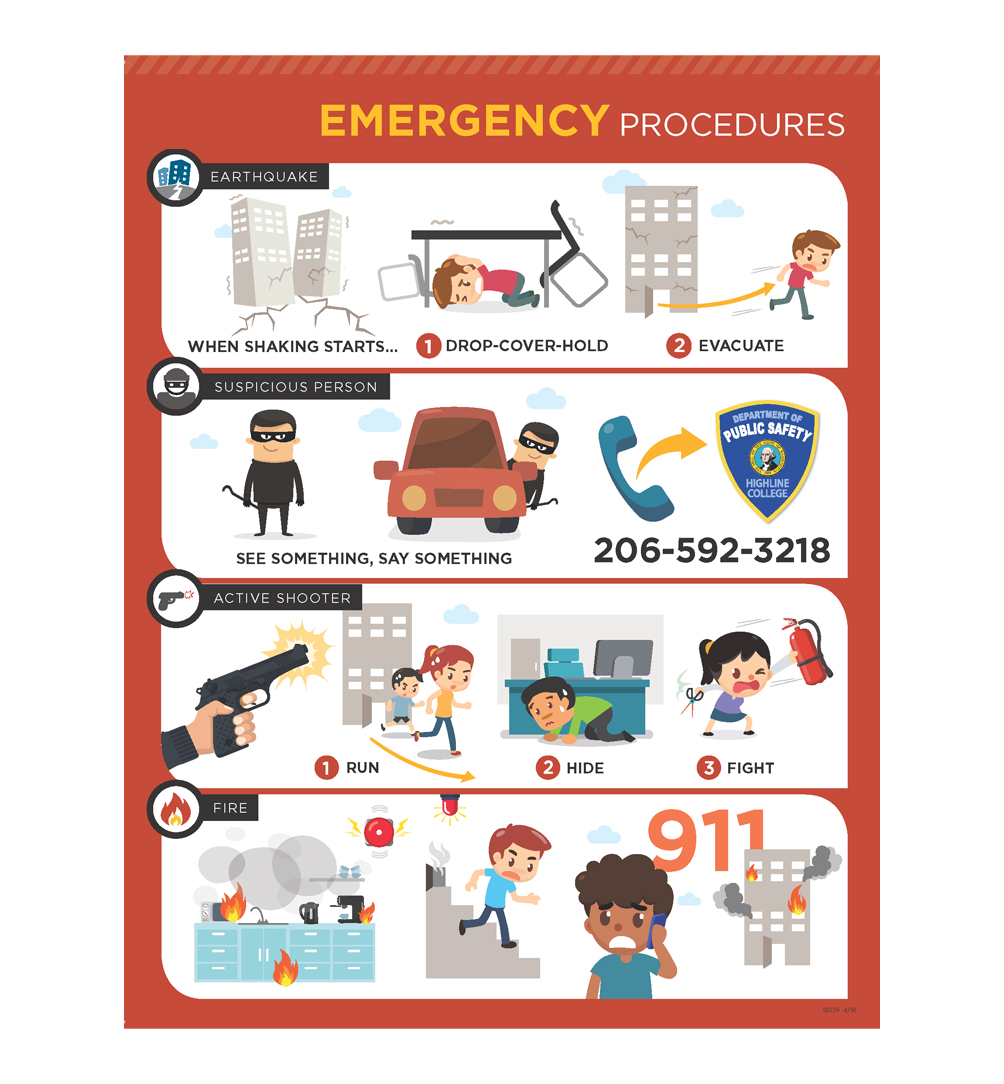 EMERGENCY PROCEDURES
EARTHQUAKE
WHEN SHAKING STARTS...
1 DROP-COVER-HOLD
2 EVACUATE
SUSPICIOUS PERSON
SEE SOMETHING, SAY SOMETHING
DEPARTMENT OF
PUBLIC SAFETY
HIGHLINE
COLLEGE
206-592-3218
ACTIVE SHOOTER
1 RUN
2 HIDE
3 FIGHT
FIRE
911